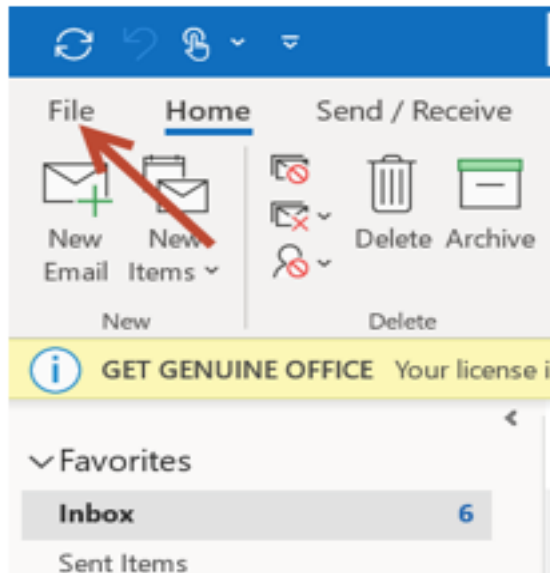 File Home Send / Receive
New Email
New Items
Delete Archive
New Delete
GET GENUINE OFFICE Your license i
Favorites
Inbox 6
Sent Items